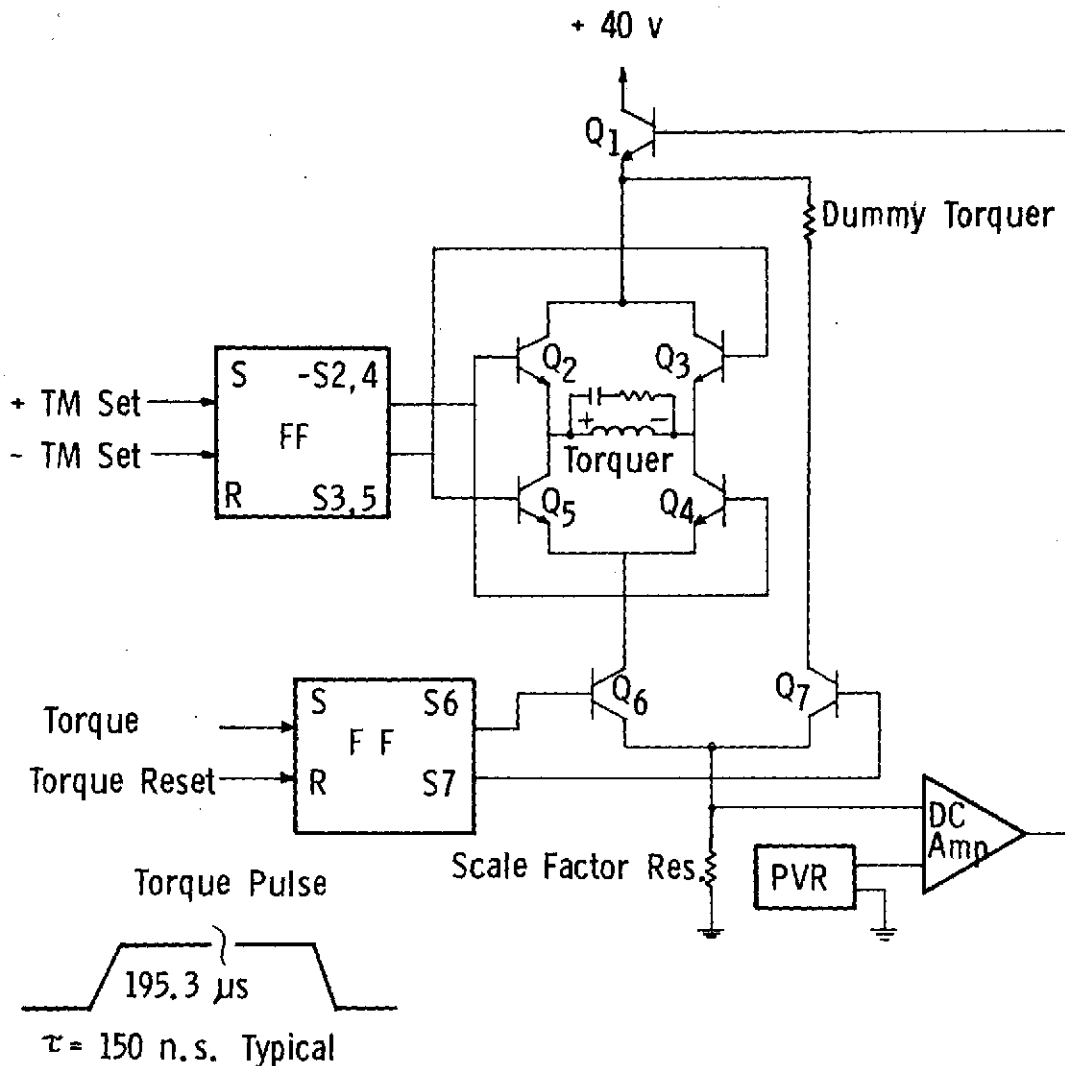 + 40 v
Q1
Dummy Torquer
S -S2,4
Q2
Q3
+ TM Set
FF
+ -
- TM Set
Torquer
R S3,5
Q5
Q4
S S6
Q6
Q7
Torque
F F
Torque Reset
R S7
DC
Amp
Scale Factor Res.
PVR
Torque Pulse
195.3 μs
τ = 150 n.s. Typical